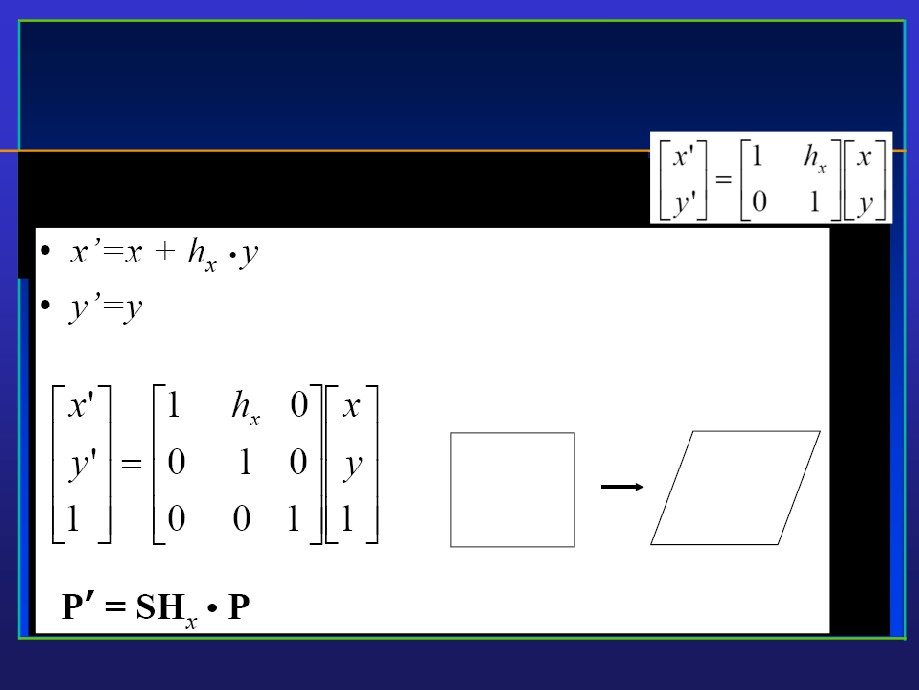 [x'] = [1 h_x] [x]
[y'] = [0 1] [y]
• x’=x + h_x •y
• y’=y
[x'] = [1 h_x 0] [x]
[y'] = [0 1 0] [y]
[1] = [0 0 1] [1]
P′ = SH_x • P